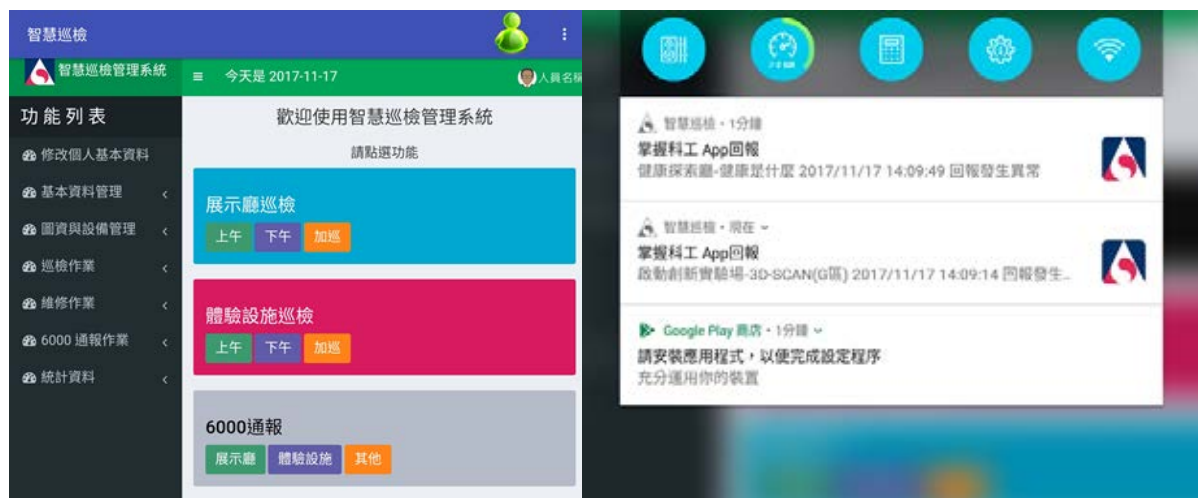 智慧巡檢
智慧巡檢管理系統
今天是 2017-11-17
人員名稱
功能列表
修改個人基本資料
基本資料管理
圖資與設備管理
巡檢作業
維修作業
6000 通報作業
統計資料
歡迎使用智慧巡檢管理系統
請點選功能
展示廳巡檢
上午 下午 加巡
體驗設施巡檢
上午 下午 加巡
6000通報
展示廳 體驗設施 其他
智慧巡檢・1分鐘
掌握科工 App回報
健康探索廳-健康是什麼 2017/11/17 14:09:49 回報發生異常
智慧巡檢・現在
掌握科工 App回報
啟動創新實驗場-3D-SCAN(G區) 2017/11/17 14:09:14 回報發生..
Google Play 商店・1分鐘
請安裝應用程式，以便完成設定程序
充分運用你的裝置